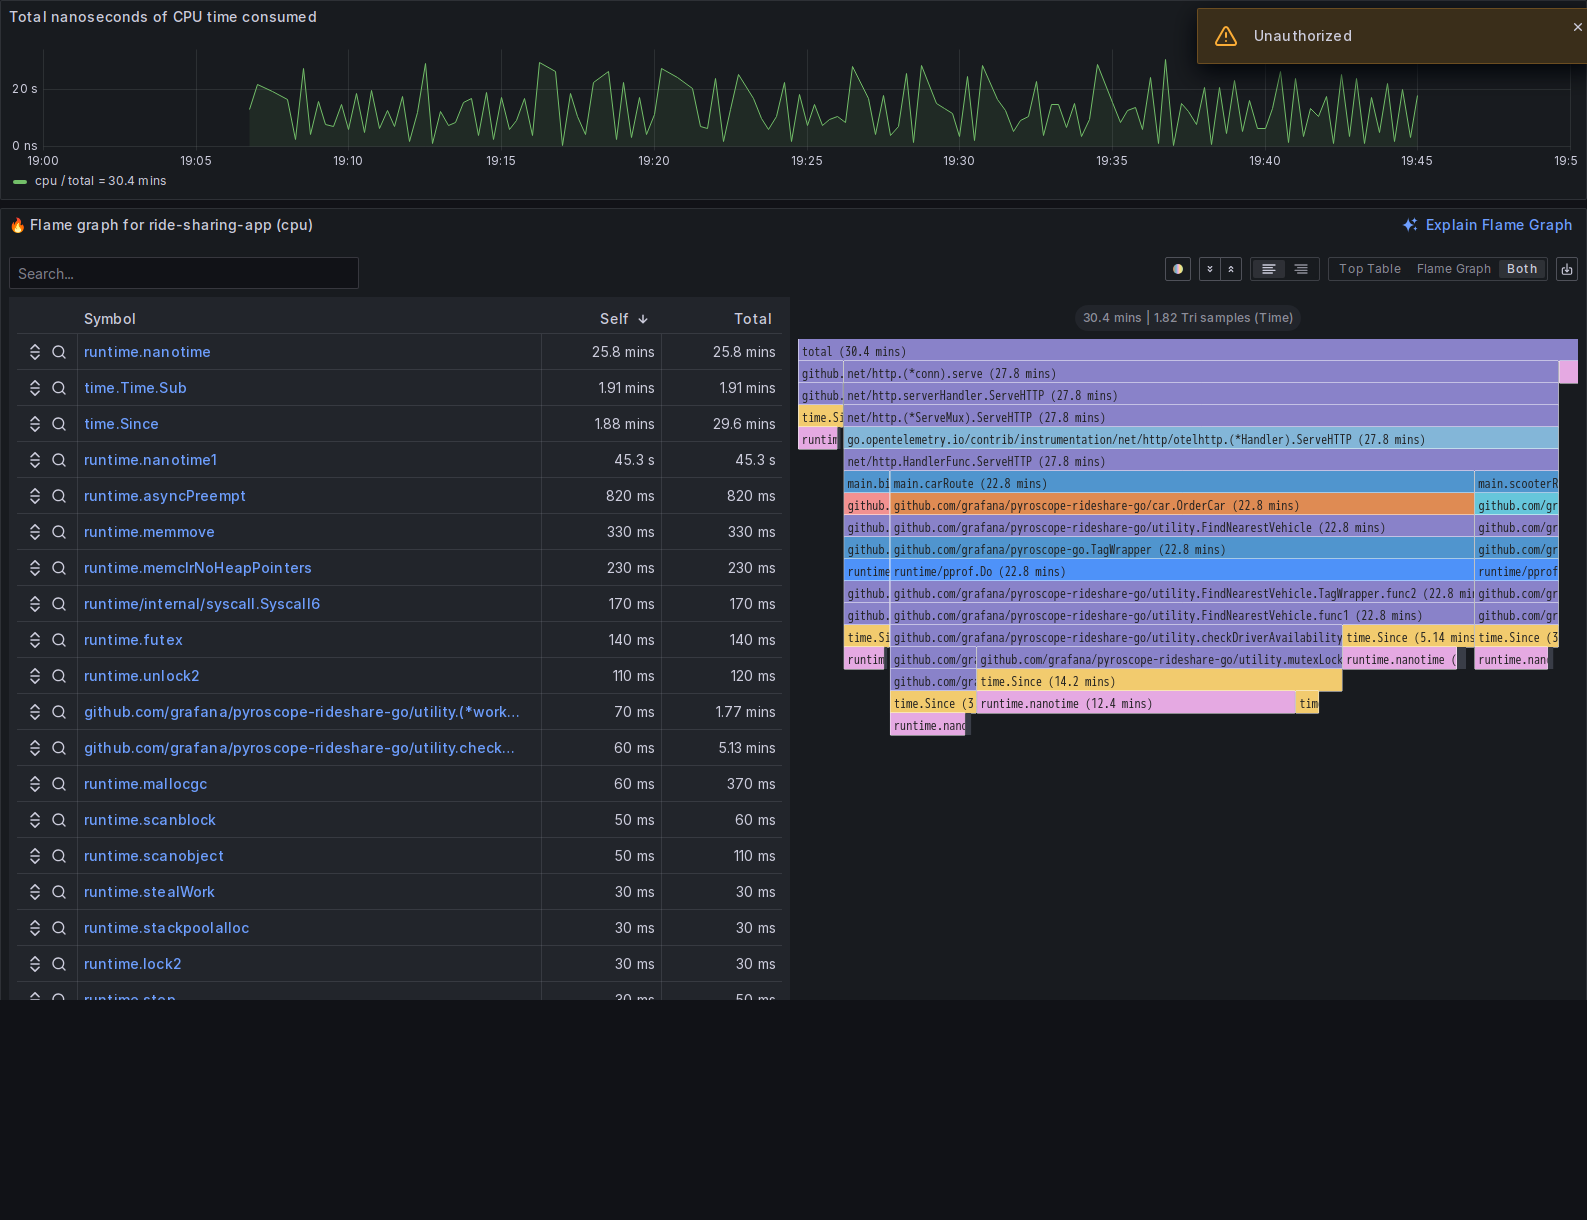 Total nanoseconds of CPU time consumed
Unauthorized
20 s
0 ns
19:00 19:05 19:10 19:15 19:20 19:25 19:30 19:35 19:40 19:45 19:5
cpu / total = 30.4 mins
🔥 Flame graph for ride-sharing-app (cpu)
Explain Flame Graph
Search...
Top Table Flame Graph Both
Symbol Self Total
runtime.nanotime 25.8 mins 25.8 mins
time.Time.Sub 1.91 mins 1.91 mins
time.Since 1.88 mins 29.6 mins
runtime.nanotime1 45.3 s 45.3 s
runtime.asyncPreempt 820 ms 820 ms
runtime.memmove 330 ms 330 ms
runtime.memclrNoHeapPointers 230 ms 230 ms
runtime/internal/syscall.Syscall6 170 ms 170 ms
runtime.futex 140 ms 140 ms
runtime.unlock2 110 ms 120 ms
github.com/grafana/pyroscope-rideshare-go/utility.(*work... 70 ms 1.77 mins
github.com/grafana/pyroscope-rideshare-go/utility.check... 60 ms 5.13 mins
runtime.mallocgc 60 ms 370 ms
runtime.scanblock 50 ms 60 ms
runtime.scanobject 50 ms 110 ms
runtime.stealWork 30 ms 30 ms
runtime.stackpoolalloc 30 ms 30 ms
runtime.lock2 30 ms 30 ms
runtime.step 30 ms 50 ms
30.4 mins | 1.82 Tri samples (Time)
total (30.4 mins)
github. net/http.(*conn).serve (27.8 mins)
github. net/http.serverHandler.ServeHTTP (27.8 mins)
time.Si net/http.(*ServeMux).ServeHTTP (27.8 mins)
runtim go.opentelemetry.io/contrib/instrumentation/net/http/otelhttp.(*Handler).ServeHTTP (27.8 mins)
net/http.HandlerFunc.ServeHTTP (27.8 mins)
main.bi main.carRoute (22.8 mins) main.scooterR
github. github.com/grafana/pyroscope-rideshare-go/car.OrderCar (22.8 mins) github.com/gr
github. github.com/grafana/pyroscope-rideshare-go/utility.FindNearestVehicle (22.8 mins) github.com/gr
github. github.com/grafana/pyroscope-go.TagWrapper (22.8 mins) github.com/gr
runtime runtime/pprof.Do (22.8 mins) runtime/pprof
github. github.com/grafana/pyroscope-rideshare-go/utility.FindNearestVehicle.TagWrapper.func2 (22.8 mi github.com/gr
github. github.com/grafana/pyroscope-rideshare-go/utility.FindNearestVehicle.func1 (22.8 mins) github.com/gr
time.Si github.com/grafana/pyroscope-rideshare-go/utility.checkDriverAvailability time.Since (5.14 mins time.Since (3
runtim github.com/gra github.com/grafana/pyroscope-rideshare-go/utility.mutexLock runtime.nanotime ( runtime.nano
github.com/gra time.Since (14.2 mins)
time.Since (3 runtime.nanotime (12.4 mins) time
runtime.nano